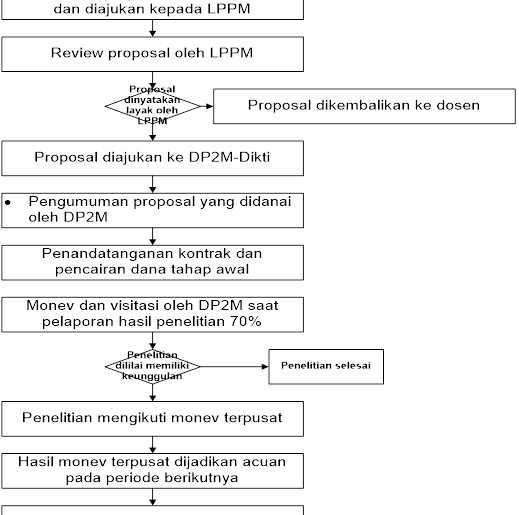 dan diajukan kepada LPPM
Review proposal oleh LPPM
Proposal
dinyatakan
layak oleh
LPPM
Proposal dikembalikan ke dosen
Proposal diajukan ke DP2M-Dikti
• Pengumuman proposal yang didanai
oleh DP2M
Penandatanganan kontrak dan
pencairan dana tahap awal
Monev dan visitasi oleh DP2M saat
pelaporan hasil penelitian 70%
Penelitian
dililai memiliki
keunggulan
Penelitian selesai
Penelitian mengikuti monev terpusat
Hasil monev terpusat dijadikan acuan
pada periode berikutnya